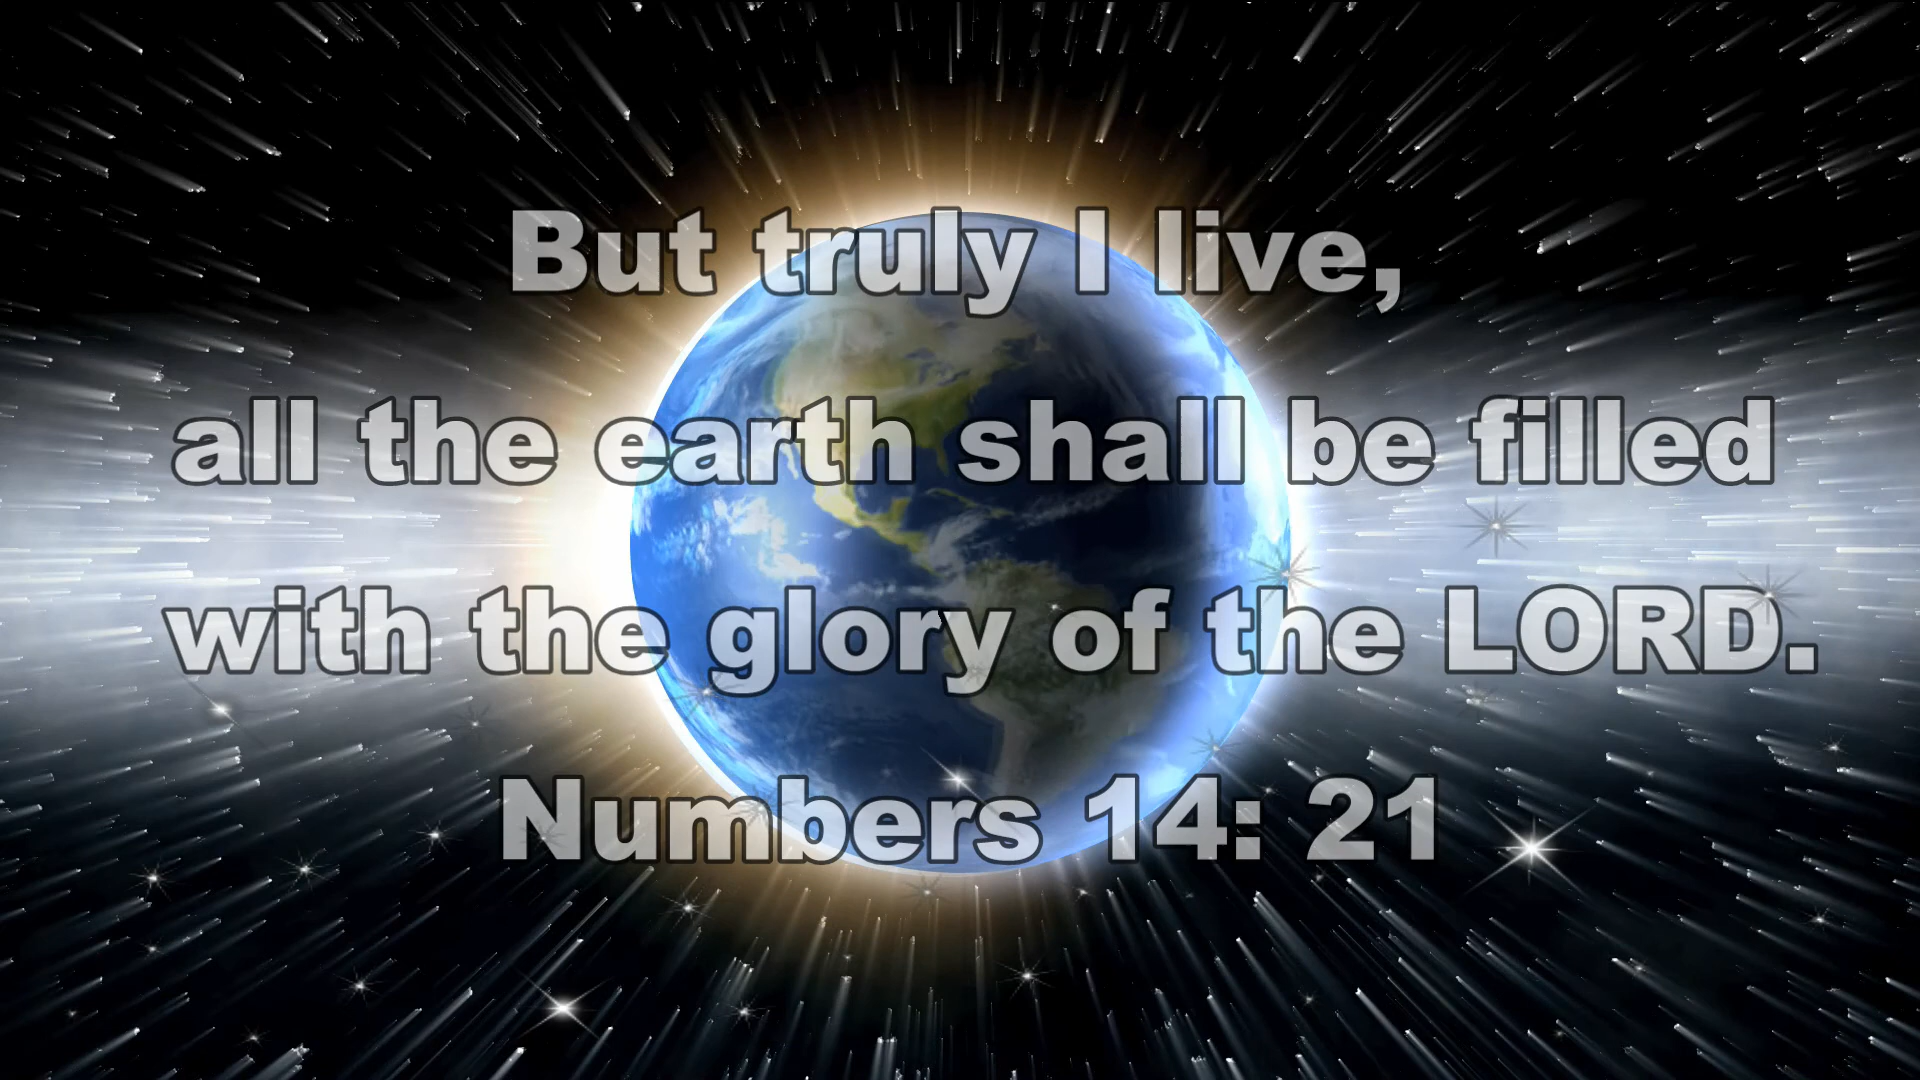 But truly I live,
all the earth shall be filled
with the glory of the LORD.
Numbers 14: 21